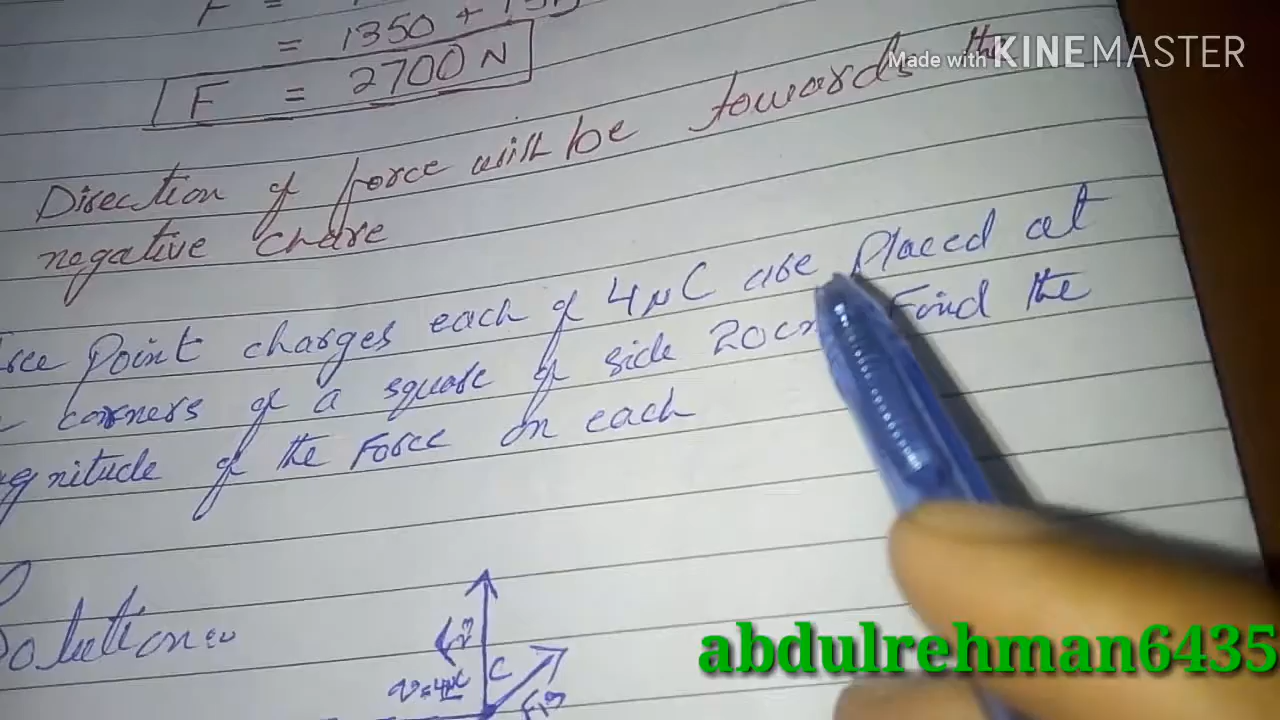 F =
= 1350 +
F = 2700 N
Made with KINEMASTER
Direction of force will be towards the
negative chare
Point charges each of 4μC are Placed at
corners of a square of side 20cm Find the
of the Force On each
Solution
C
abdulrehman6435